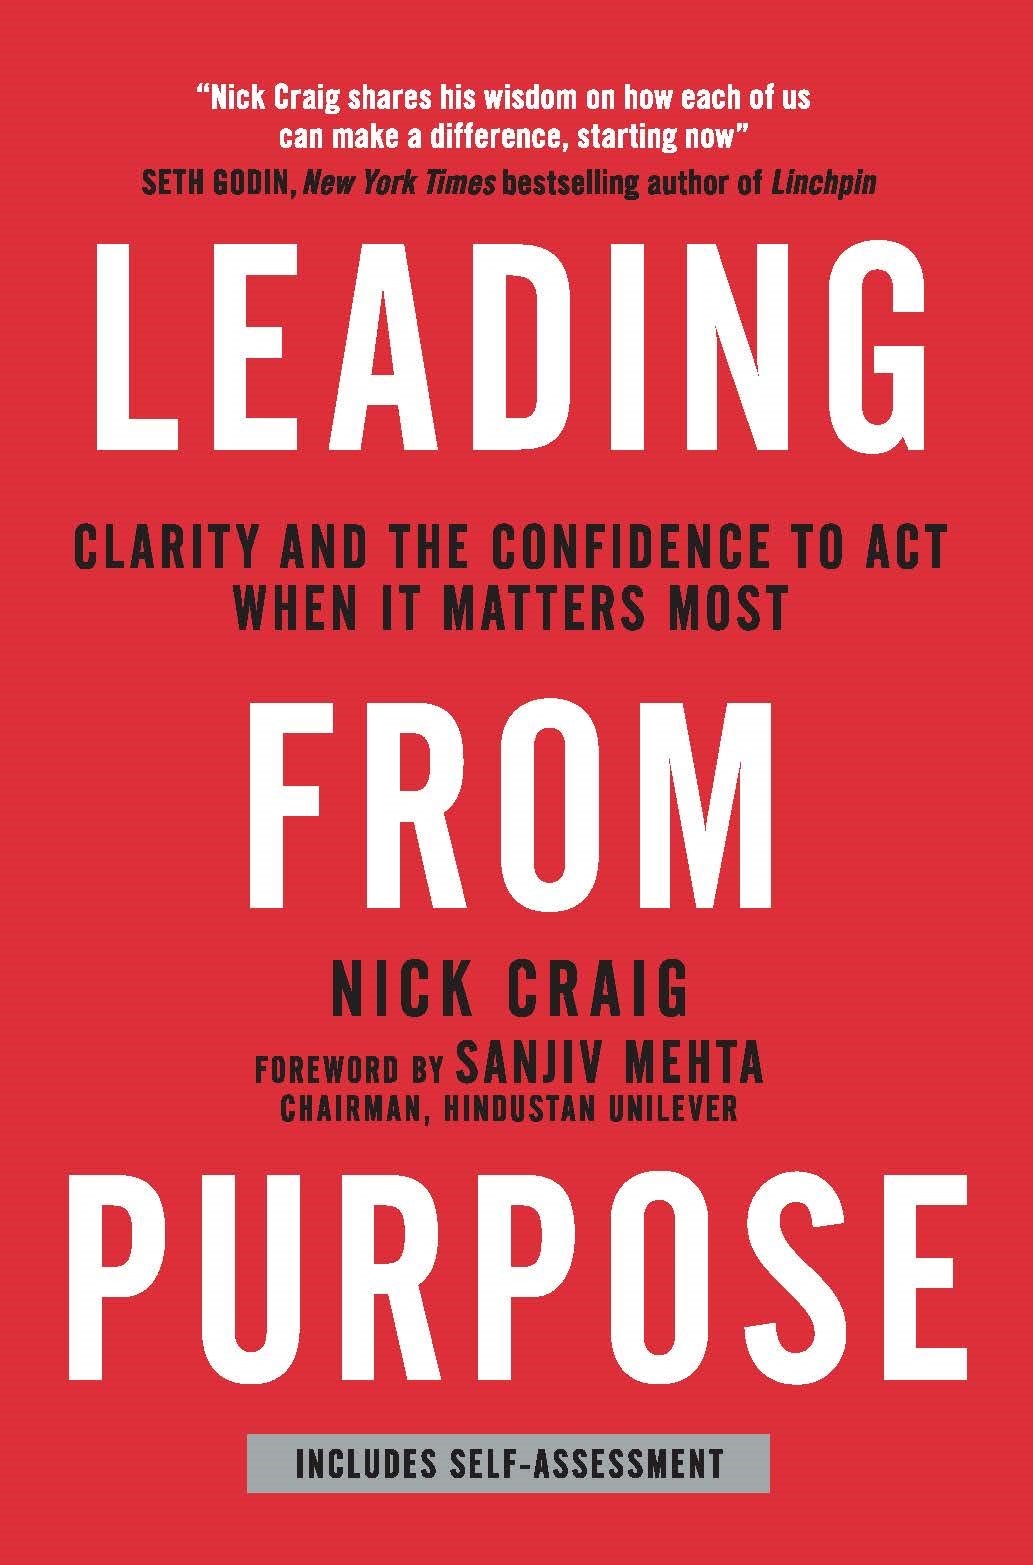 “Nick Craig shares his wisdom on how each of us
can make a difference, starting now”
SETH GODIN, New York Times bestselling author of Linchpin
LEADING
CLARITY AND THE CONFIDENCE TO ACT
WHEN IT MATTERS MOST
FROM
NICK CRAIG
FOREWORD BY SANJIV MEHTA
CHAIRMAN, HINDUSTAN UNILEVER
PURPOSE
INCLUDES SELF-ASSESSMENT